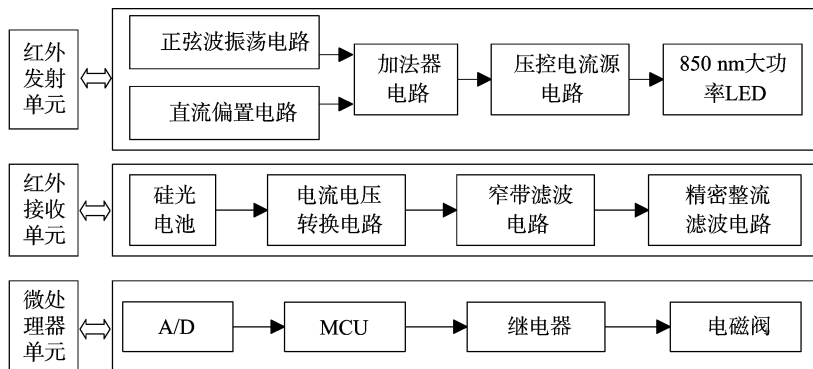 红外
发射
单元
正弦波振荡电路
直流偏置电路
加法器
电路
压控电流源
电路
850 nm大功
率LED
红外
接收
单元
硅光
电池
电流电压
转换电路
窄带滤波
电路
精密整流
滤波电路
微处
理器
单元
A/D
MCU
继电器
电磁阀